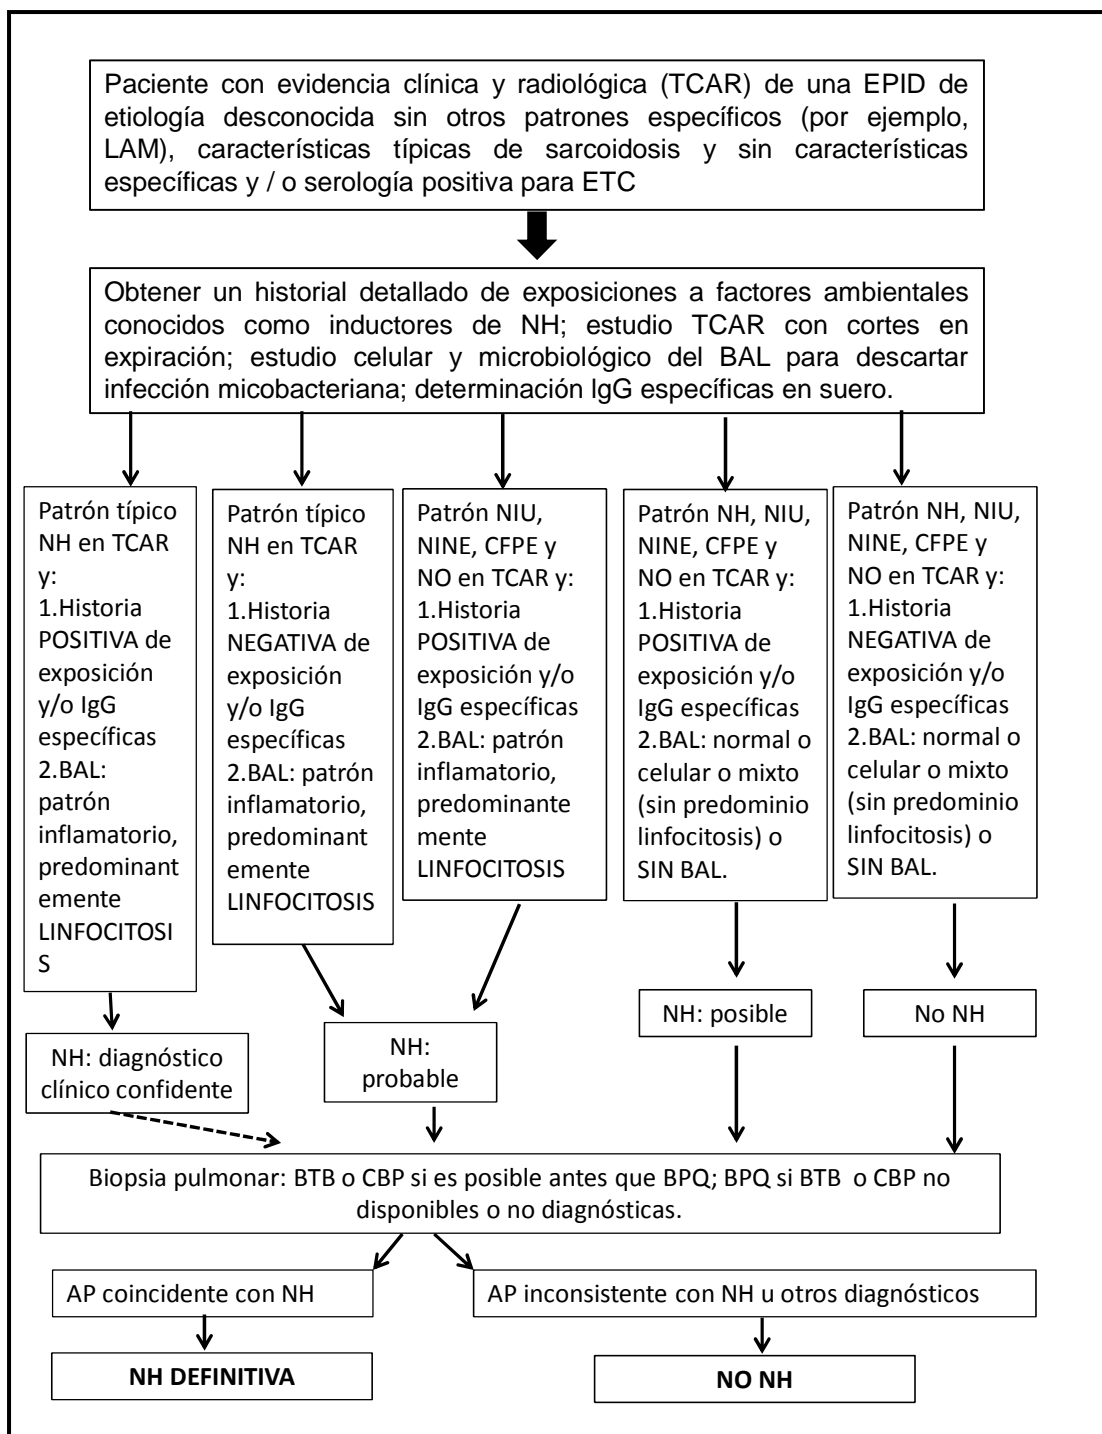 Paciente con evidencia clínica y radiológica (TCAR) de una EPID de
etiología desconocida sin otros patrones específicos (por ejemplo,
LAM), características típicas de sarcoidosis y sin características
específicas y / o serología positiva para ETC
Obtener un historial detallado de exposiciones a factores ambientales
conocidos como inductores de NH; estudio TCAR con cortes en
expiración; estudio celular y microbiológico del BAL para descartar
infección micobacteriana; determinación IgG específicas en suero.
Patrón típico
NH en TCAR
y:
1.Historia
POSITIVA de
exposición
y/o IgG
específicas
2.BAL:
patrón
inflamatorio,
predominant
emente
LINFOCITOSI
S
Patrón típico
NH en TCAR
y:
1.Historia
NEGATIVA de
exposición
y/o IgG
específicas
2.BAL: patrón
inflamatorio,
predominant
emente
LINFOCITOSIS
Patrón NIU,
NINE, CFPE y
NO en TCAR y:
1.Historia
POSITIVA de
exposición y/o
IgG específicas
2.BAL: patrón
inflamatorio,
predominante
mente
LINFOCITOSIS
Patrón NH, NIU,
NINE, CFPE y
NO en TCAR y:
1.Historia
POSITIVA de
exposición y/o
IgG específicas
2.BAL: normal o
celular o mixto
(sin predominio
linfocitosis) o
SIN BAL.
Patrón NH, NIU,
NINE, CFPE y
NO en TCAR y:
1.Historia
NEGATIVA de
exposición y/o
IgG específicas
2.BAL: normal o
celular o mixto
(sin predominio
linfocitosis) o
SIN BAL.
NH: diagnóstico
clínico confidente
NH:
probable
NH: posible
No NH
Biopsia pulmonar: BTB o CBP si es posible antes que BPQ; BPQ si BTB o CBP no
disponibles o no diagnósticas.
AP coincidente con NH
AP inconsistente con NH u otros diagnósticos
NH DEFINITIVA
NO NH